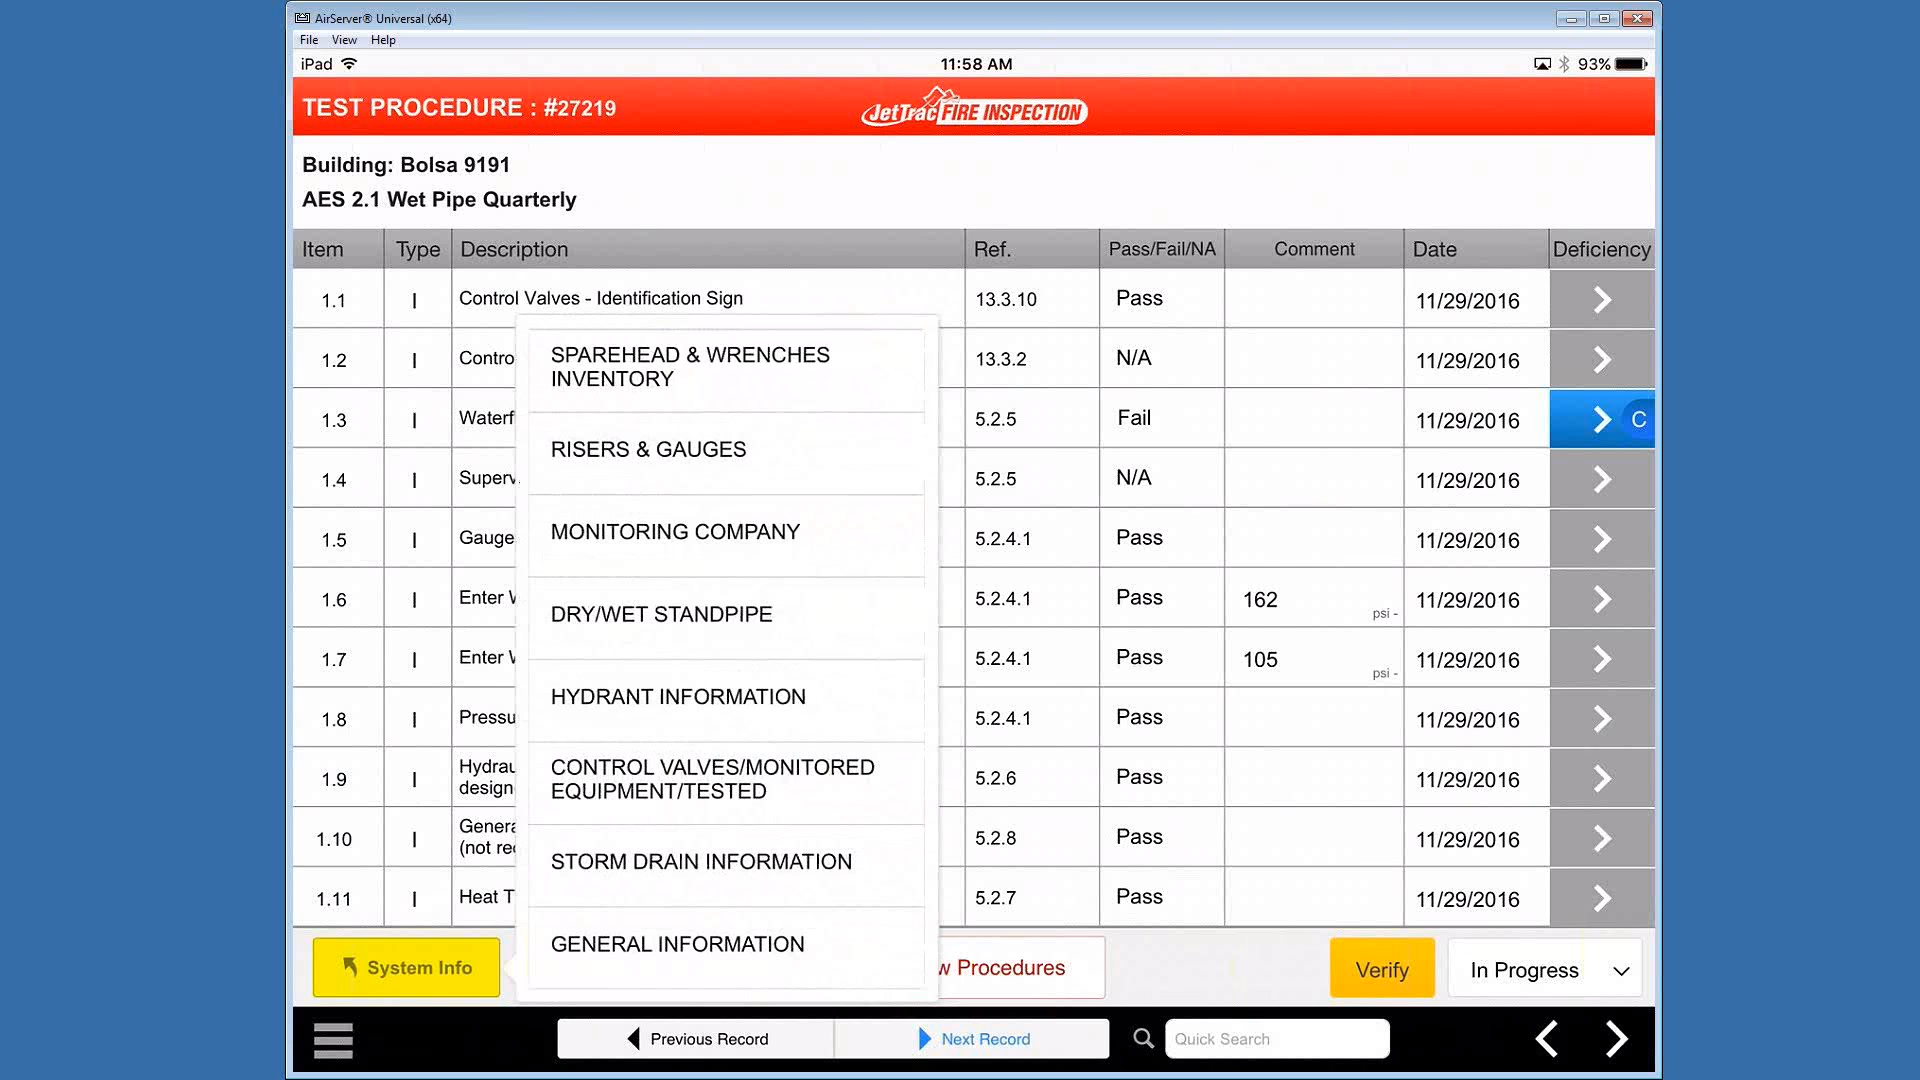 AirServer® Universal (x64)
File View Help
iPad 11:58 AM 93%
TEST PROCEDURE : #27219 JetTrac FIRE INSPECTION
Building: Bolsa 9191
AES 2.1 Wet Pipe Quarterly
Item Type Description Ref. Pass/Fail/NA Comment Date Deficiency
1.1 I Control Valves - Identification Sign 13.3.10 Pass 11/29/2016
1.2 I Contro 13.3.2 N/A 11/29/2016
1.3 I Waterf 5.2.5 Fail 11/29/2016 C
1.4 I Superv 5.2.5 N/A 11/29/2016
1.5 I Gauge 5.2.4.1 Pass 11/29/2016
1.6 I Enter 5.2.4.1 Pass 162 psi - 11/29/2016
1.7 I Enter 5.2.4.1 Pass 105 psi - 11/29/2016
1.8 I Pressu 5.2.4.1 Pass 11/29/2016
1.9 I Hydrau 5.2.6 Pass 11/29/2016
design
1.10 I Genera 5.2.8 Pass 11/29/2016
(not re
1.11 I Heat T 5.2.7 Pass 11/29/2016
SPAREHEAD & WRENCHES
INVENTORY
RISERS & GAUGES
MONITORING COMPANY
DRY/WET STANDPIPE
HYDRANT INFORMATION
CONTROL VALVES/MONITORED
EQUIPMENT/TESTED
STORM DRAIN INFORMATION
GENERAL INFORMATION
System Info w Procedures Verify In Progress
Previous Record Next Record Quick Search